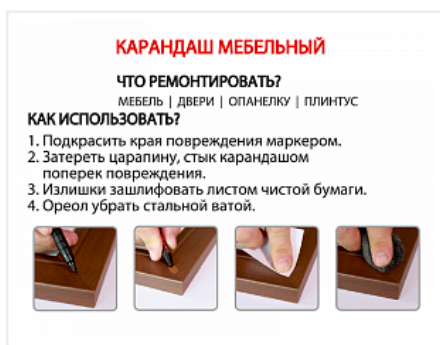 КАРАНДАШ МЕБЕЛЬНЫЙ
ЧТО РЕМОНТИРОВАТЬ?
МЕБЕЛЬ | ДВЕРИ | ОПАНЕЛКУ | ПЛИНТУС
КАК ИСПОЛЬЗОВАТЬ?
1. Подкрасить края повреждения маркером.
2. Затереть царапину, стык карандашом
поперек повреждения.
3. Излишки зашлифовать листом чистой бумаги.
4. Ореол убрать стальной ватой.